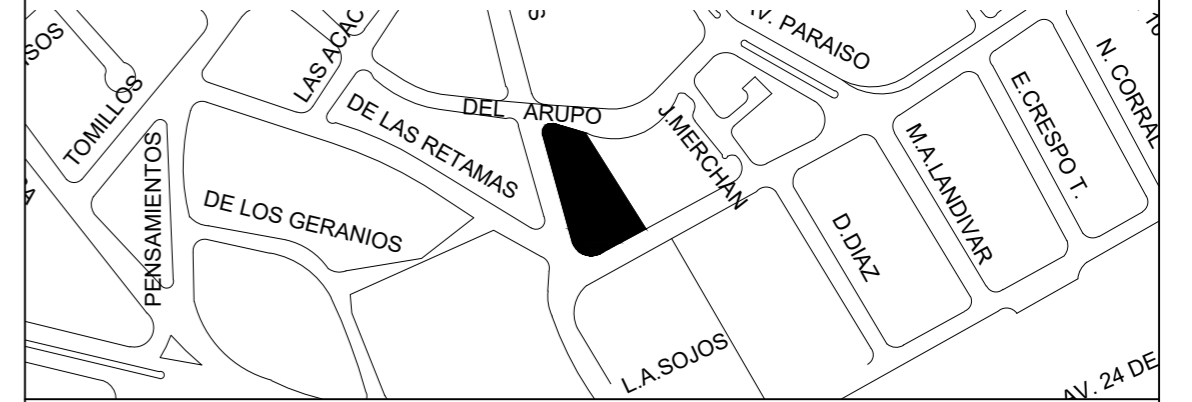 TOMILLOS
LAS ACAC
V. PARAISO
N. CORRAL
E.CRESPO T.
DEL ARUPO
DE LAS RETAMAS
J.MERCHAN
M.A.LANDIVAR
PENSAMIENTOS
DE LOS GERANIOS
D.DIAZ
L.A.SOJOS
AV. 24 DE